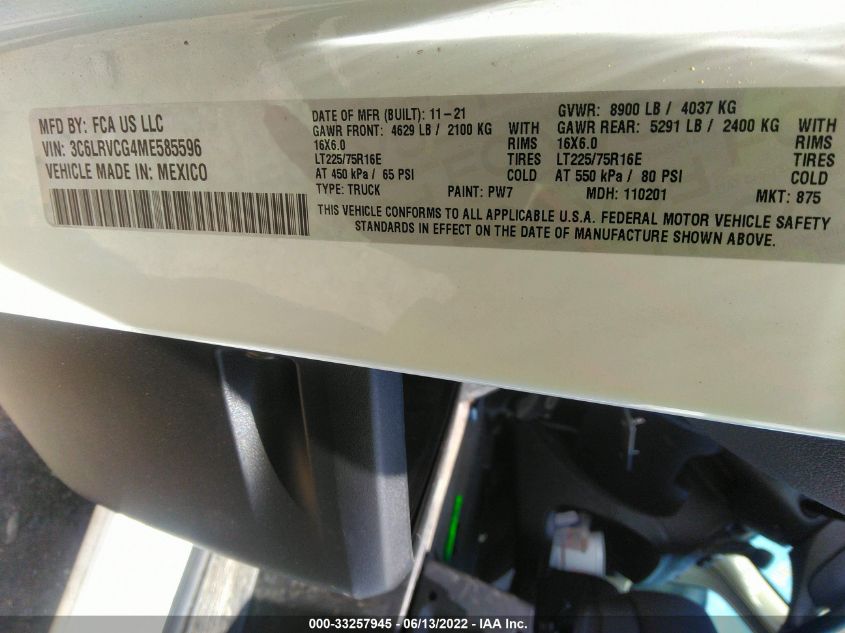 MFD BY: FCA US LLC
VIN: 3C6LRVCG4ME585596
VEHICLE MADE IN: MEXICO
DATE OF MFR (BUILT): 11-21
GVWR: 8900 LB / 4037 KG
GAWR FRONT: 4629 LB / 2100 KG WITH
GAWR REAR: 5291 LB / 2400 KG WITH
16X6.0 RIMS
16X6.0 RIMS
LT225/75R16E TIRES
LT225/75R16E TIRES
AT 450 kPa / 65 PSI COLD
AT 550 kPa / 80 PSI COLD
TYPE: TRUCK PAINT: PW7 MDH: 110201 MKT: 875
THIS VEHICLE CONFORMS TO ALL APPLICABLE U.S.A. FEDERAL MOTOR VEHICLE SAFETY
STANDARDS IN EFFECT ON THE DATE OF MANUFACTURE SHOWN ABOVE.
000-33257945 - 06/13/2022 - IAA Inc.